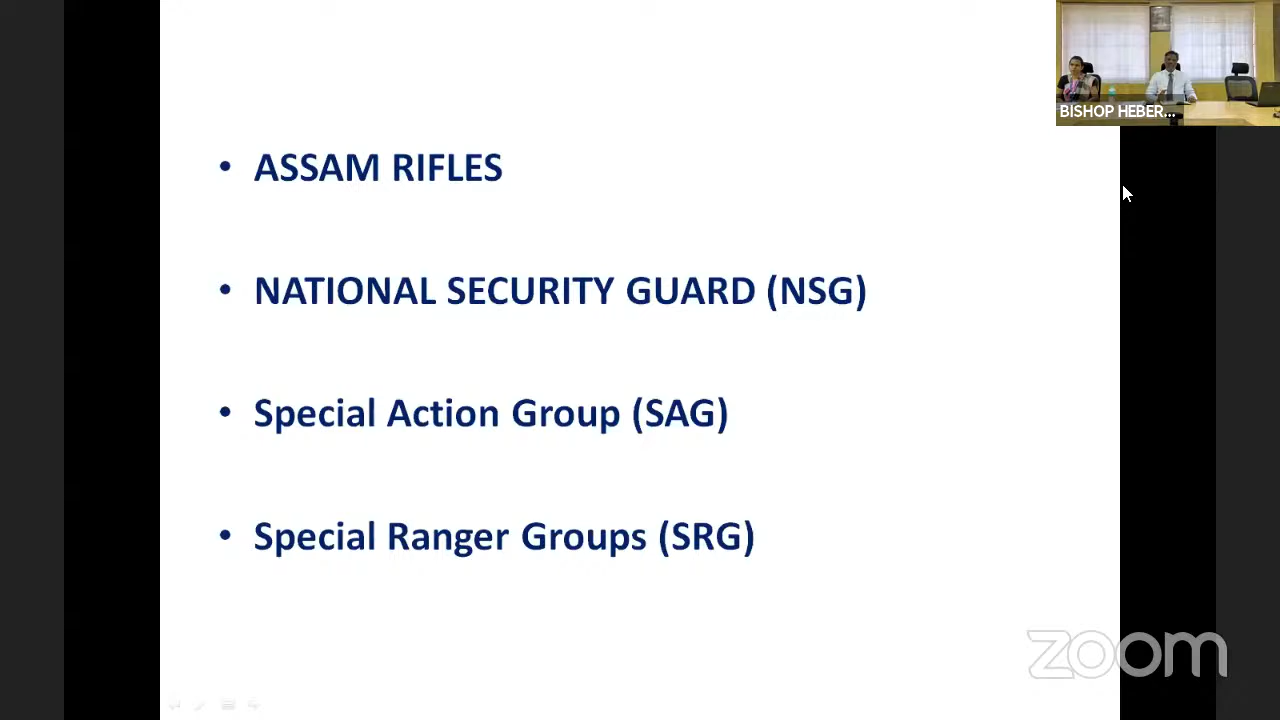 BISHOP HEBER...
• ASSAM RIFLES
• NATIONAL SECURITY GUARD (NSG)
• Special Action Group (SAG)
• Special Ranger Groups (SRG)
zoom